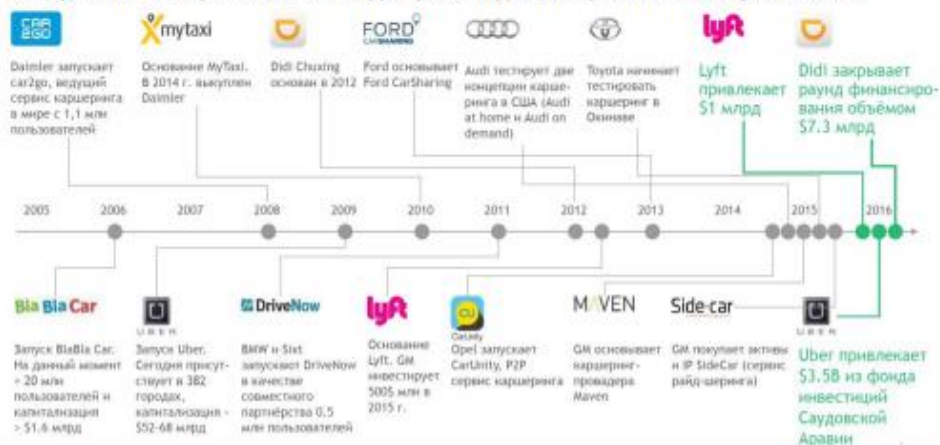 CAR2GO
mytaxi
FORD
CARSHARING
lyft
Daimler запускает
car2go, ведущий
сервис каршеринга
в мире с 1,1 млн
пользователей
Основание MyTaxi.
В 2014 г. выкуплен
Daimler
Didi Chuxing
основан в 2012
Ford основывает
Ford CarSharing
Audi тестирует две
концепции карше-
ринга в США (Audi
at home и Audi on
demand)
Toyota начинает
тестировать
каршеринг в
Окинаве
Lyft
привлекает
$1 млрд
Didi закрывает
раунд финансиро-
вания объёмом
$7.3 млрд
2005 2006 2007 2008 2009 2010 2011 2012 2013 2014 2015 2016
Bla Bla Car
UBER
DriveNow
lyft
CU
CarUnity
MAVEN
Side.car
UBER
Запуск BlaBla Car.
На данный момент
> 20 млн
пользователей и
капитализация
> $1.6 млрд
Запуск Uber.
Сегодня присут-
ствует в 382
городах,
капитализация -
$52-68 млрд
BMW и Sixt
запускают DriveNow
в качестве
совместного
партнёрства 0.5
млн пользователей
Основание
Lyft. GM
инвестирует
500$ млн в
2015 г.
Opel запускает
CarUnity, P2P
сервис каршеринга
GM основывает
каршеринг-
провадера
Maven
GM покупает активы
и IP SideCar (сервис
райд-шеринга)
Uber привлекает
$3.5B из фонда
инвестиций
Саудовской
Аравии